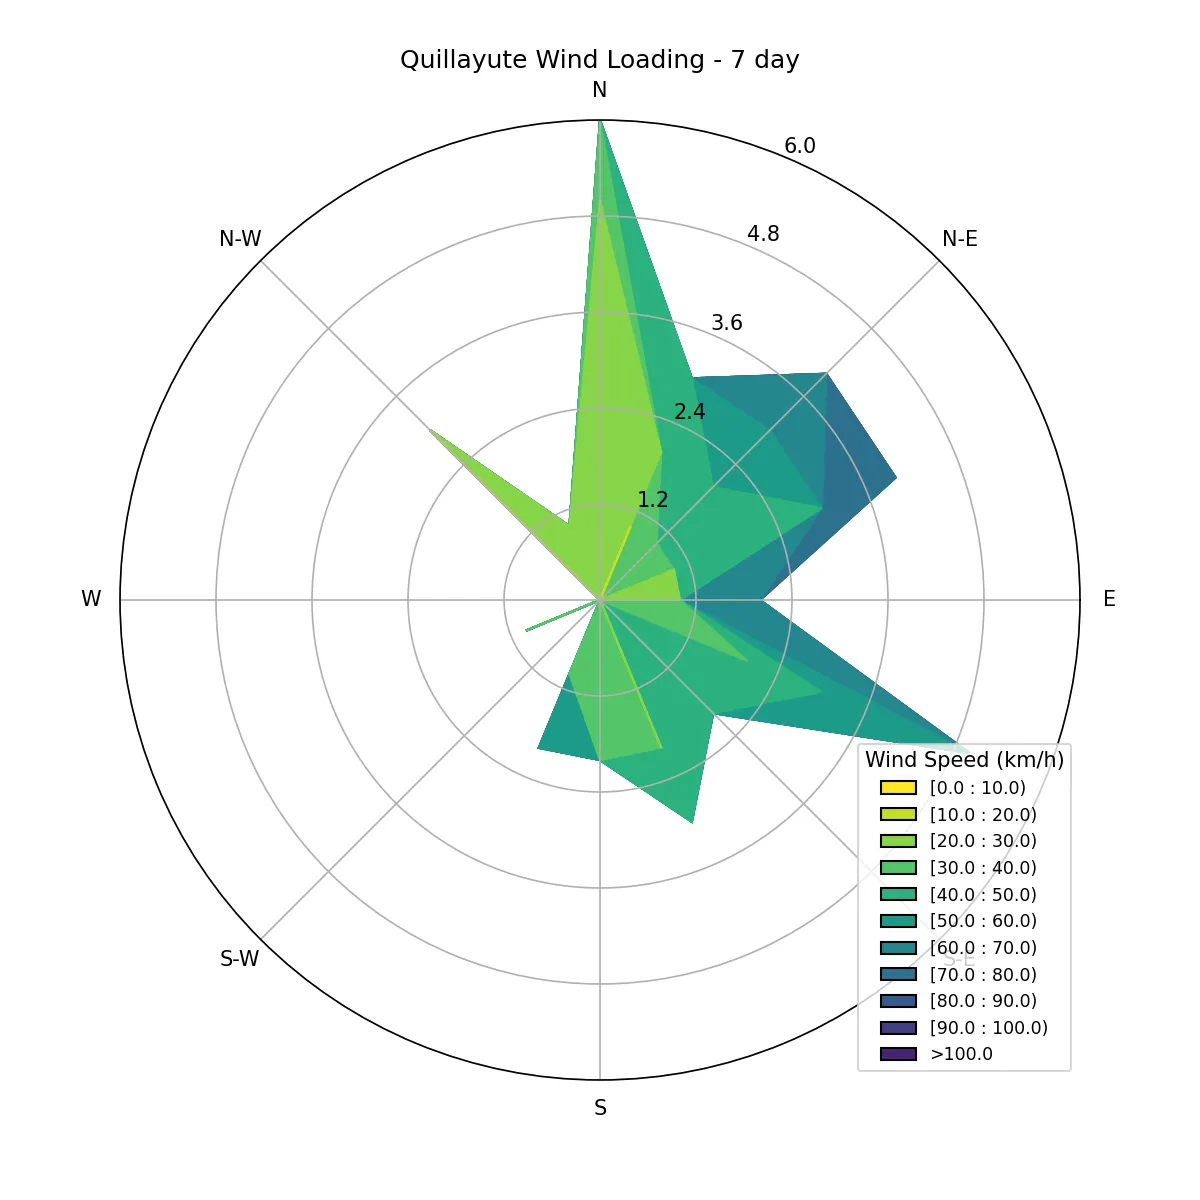 Quillayute Wind Loading - 7 day
N
6.0
N-W
4.8
N-E
3.6
2.4
1.2
W
E
Wind Speed (km/h)
[0.0 : 10.0)
[10.0 : 20.0)
[20.0 : 30.0)
[30.0 : 40.0)
[40.0 : 50.0)
[50.0 : 60.0)
[60.0 : 70.0)
[70.0 : 80.0)
[80.0 : 90.0)
[90.0 : 100.0)
>100.0
S-W
S-E
S